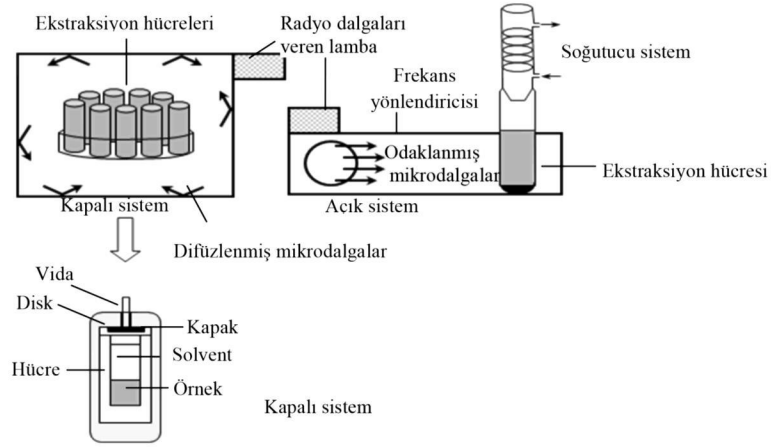 Ekstraksiyon hücreleri
Radyo dalgaları
veren lamba
Soğutucu sistem
Frekans
yönlendiricisi
Odaklanmış
mikrodalgalar
Ekstraksiyon hücresi
Kapalı sistem
Açık sistem
Difüzlenmiş mikrodalgalar
Vida
Disk
Kapak
Solvent
Hücre
Örnek
Kapalı sistem